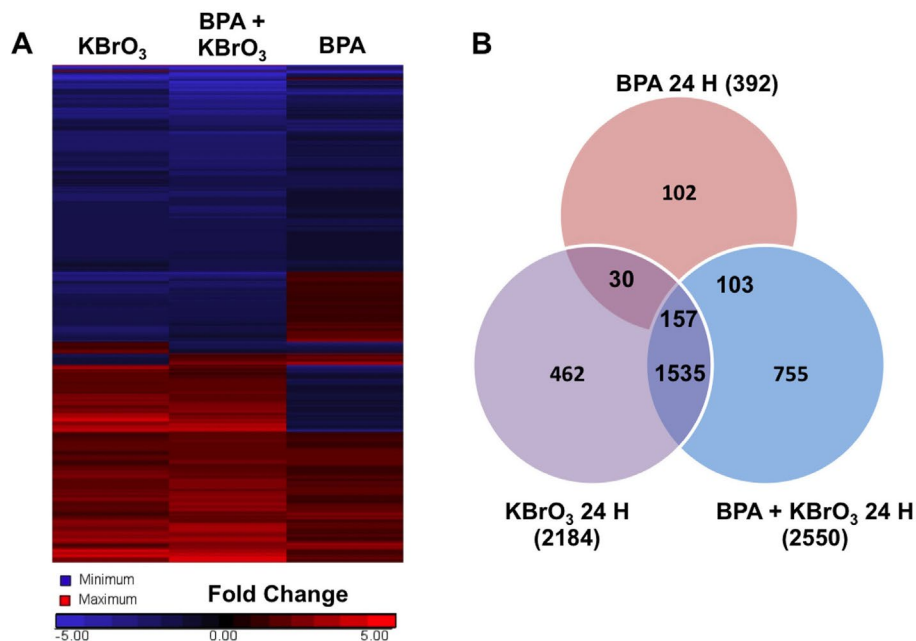 A
KBrO₃
BPA +
KBrO₃
BPA
Minimum
Maximum
Fold Change
-5.00 0.00 5.00
B
BPA 24 H (392)
102
30
103
157
462
1535
755
KBrO₃ 24 H
(2184)
BPA + KBrO₃ 24 H
(2550)